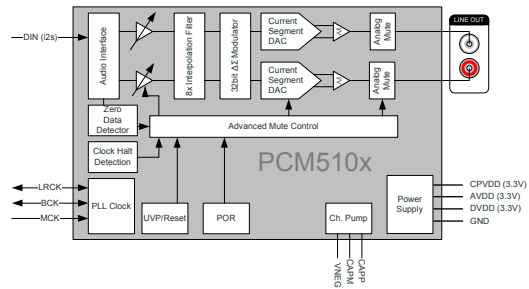 DIN (i2s)
Audio Interface
8x Interpolation Filter
32bit ΔΣ Modulator
Current
Segment
DAC
I/V
Analog
Mute
LINE OUT
Current
Segment
DAC
I/V
Analog
Mute
Zero
Data
Detector
Advanced Mute Control
Clock Halt
Detection
PCM510x
LRCK
BCK
MCK
PLL Clock
UVP/Reset
POR
Ch. Pump
Power
Supply
CPVDD (3.3V)
AVDD (3.3V)
DVDD (3.3V)
GND
VNEG
CAPM
CAPP